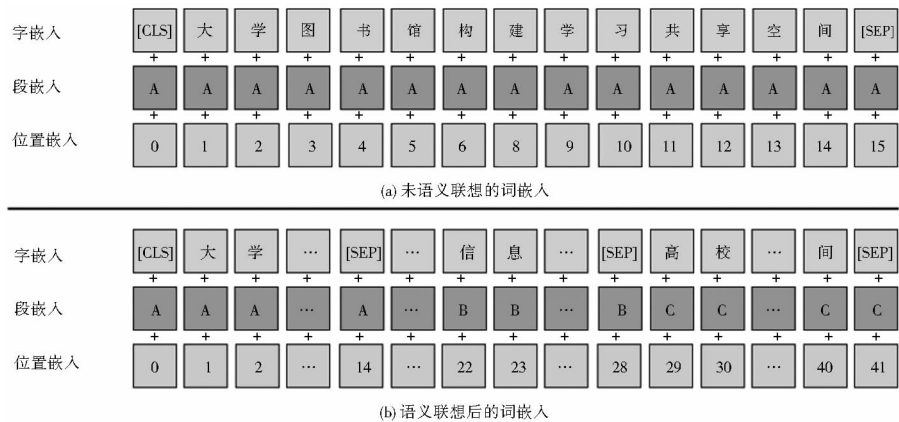 字嵌入 [CLS] 大 学 图 书 馆 构 建 学 习 共 享 空 间 [SEP]
+ + + + + + + + + + + + + + +
段嵌入 A A A A A A A A A A A A A A A
+ + + + + + + + + + + + + + +
位置嵌入 0 1 2 3 4 5 6 8 9 10 11 12 13 14 15
(a) 未语义联想的词嵌入
字嵌入 [CLS] 大 学 … [SEP] … 信 息 … [SEP] 高 校 … 间 [SEP]
+ + + + + + + + + + + + + + +
段嵌入 A A A … A … B B … B C C … C C
+ + + + + + + + + + + + + + +
位置嵌入 0 1 2 … 14 … 22 23 … 28 29 30 … 40 41
(b) 语义联想后的词嵌入